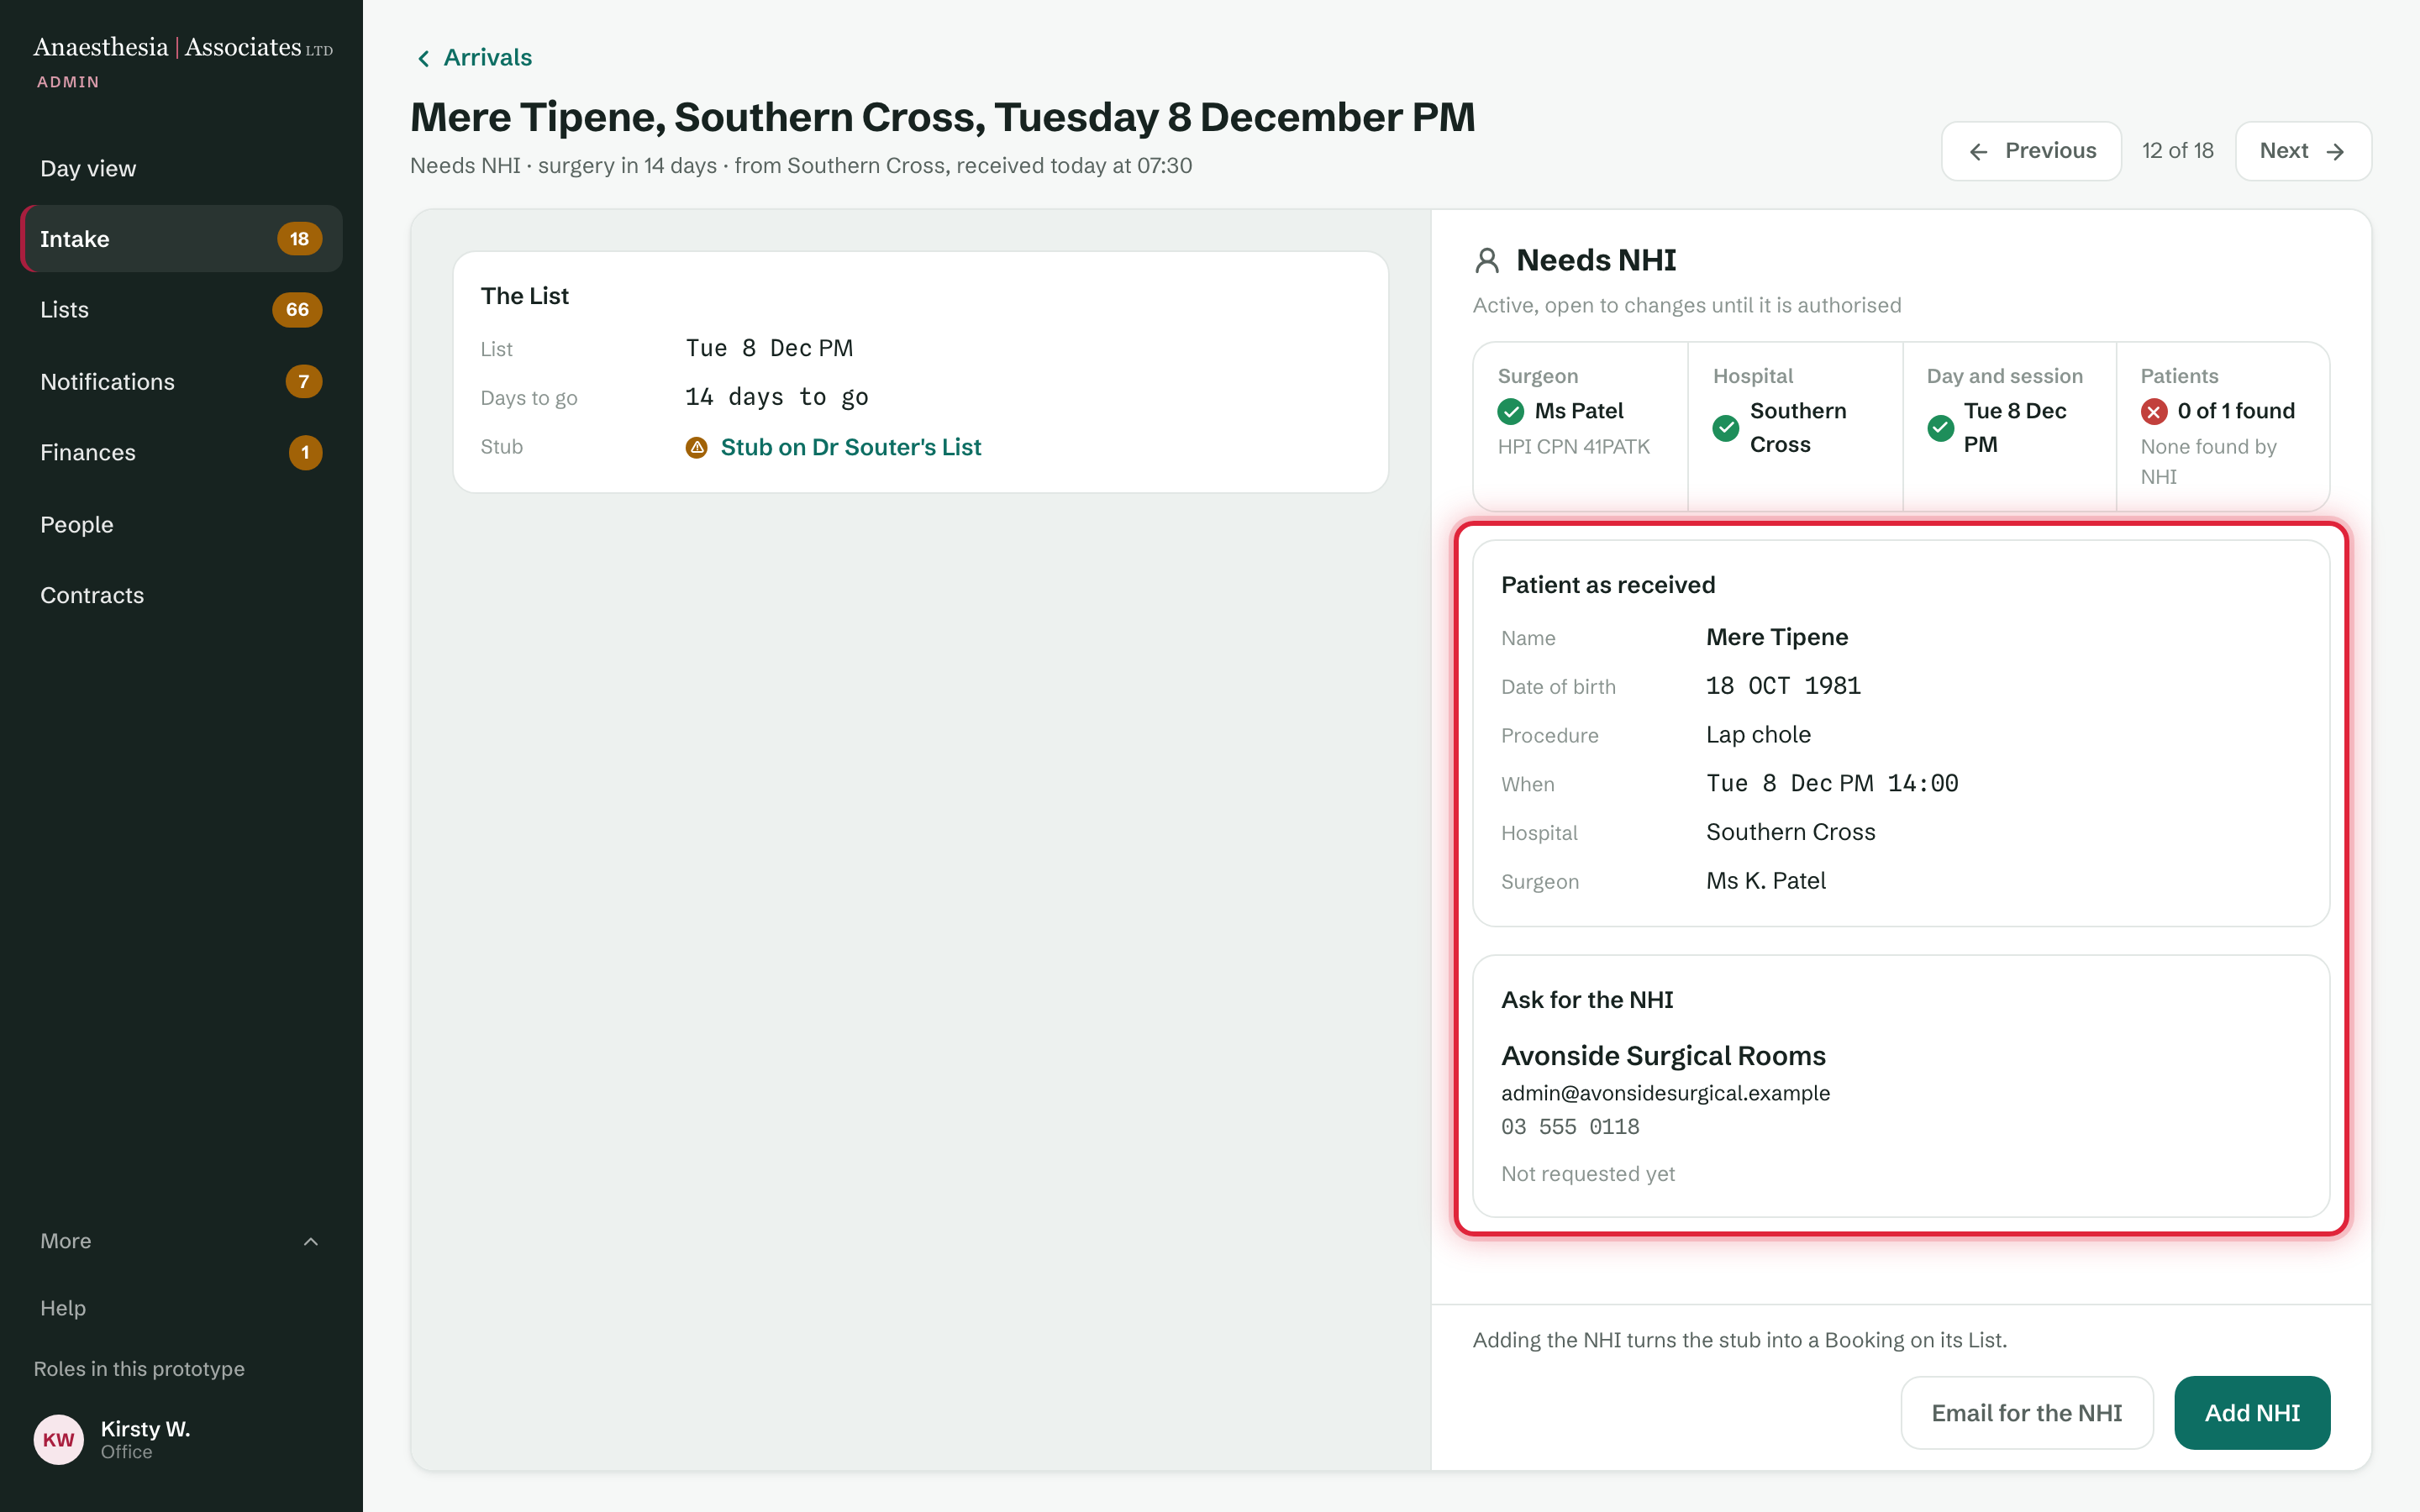 Anaesthesia | Associates LTD
ADMIN
Day view
Intake 18
Lists 66
Notifications 7
Finances 1
People
Contracts
More
Help
Roles in this prototype
KW
Kirsty W.
Office
Arrivals
Mere Tipene, Southern Cross, Tuesday 8 December PM
Needs NHI · surgery in 14 days · from Southern Cross, received today at 07:30
Previous
12 of 18
Next
The List
List Tue 8 Dec PM
Days to go 14 days to go
Stub Stub on Dr Souter's List
Needs NHI
Active, open to changes until it is authorised
Surgeon
Ms Patel
HPI CPN 41PATK
Hospital
Southern
Cross
Day and session
Tue 8 Dec
PM
Patients
0 of 1 found
None found by
NHI
Patient as received
Name Mere Tipene
Date of birth 18 OCT 1981
Procedure Lap chole
When Tue 8 Dec PM 14:00
Hospital Southern Cross
Surgeon Ms K. Patel
Ask for the NHI
Avonside Surgical Rooms
admin@avonsidesurgical.example
03 555 0118
Not requested yet
Adding the NHI turns the stub into a Booking on its List.
Email for the NHI
Add NHI